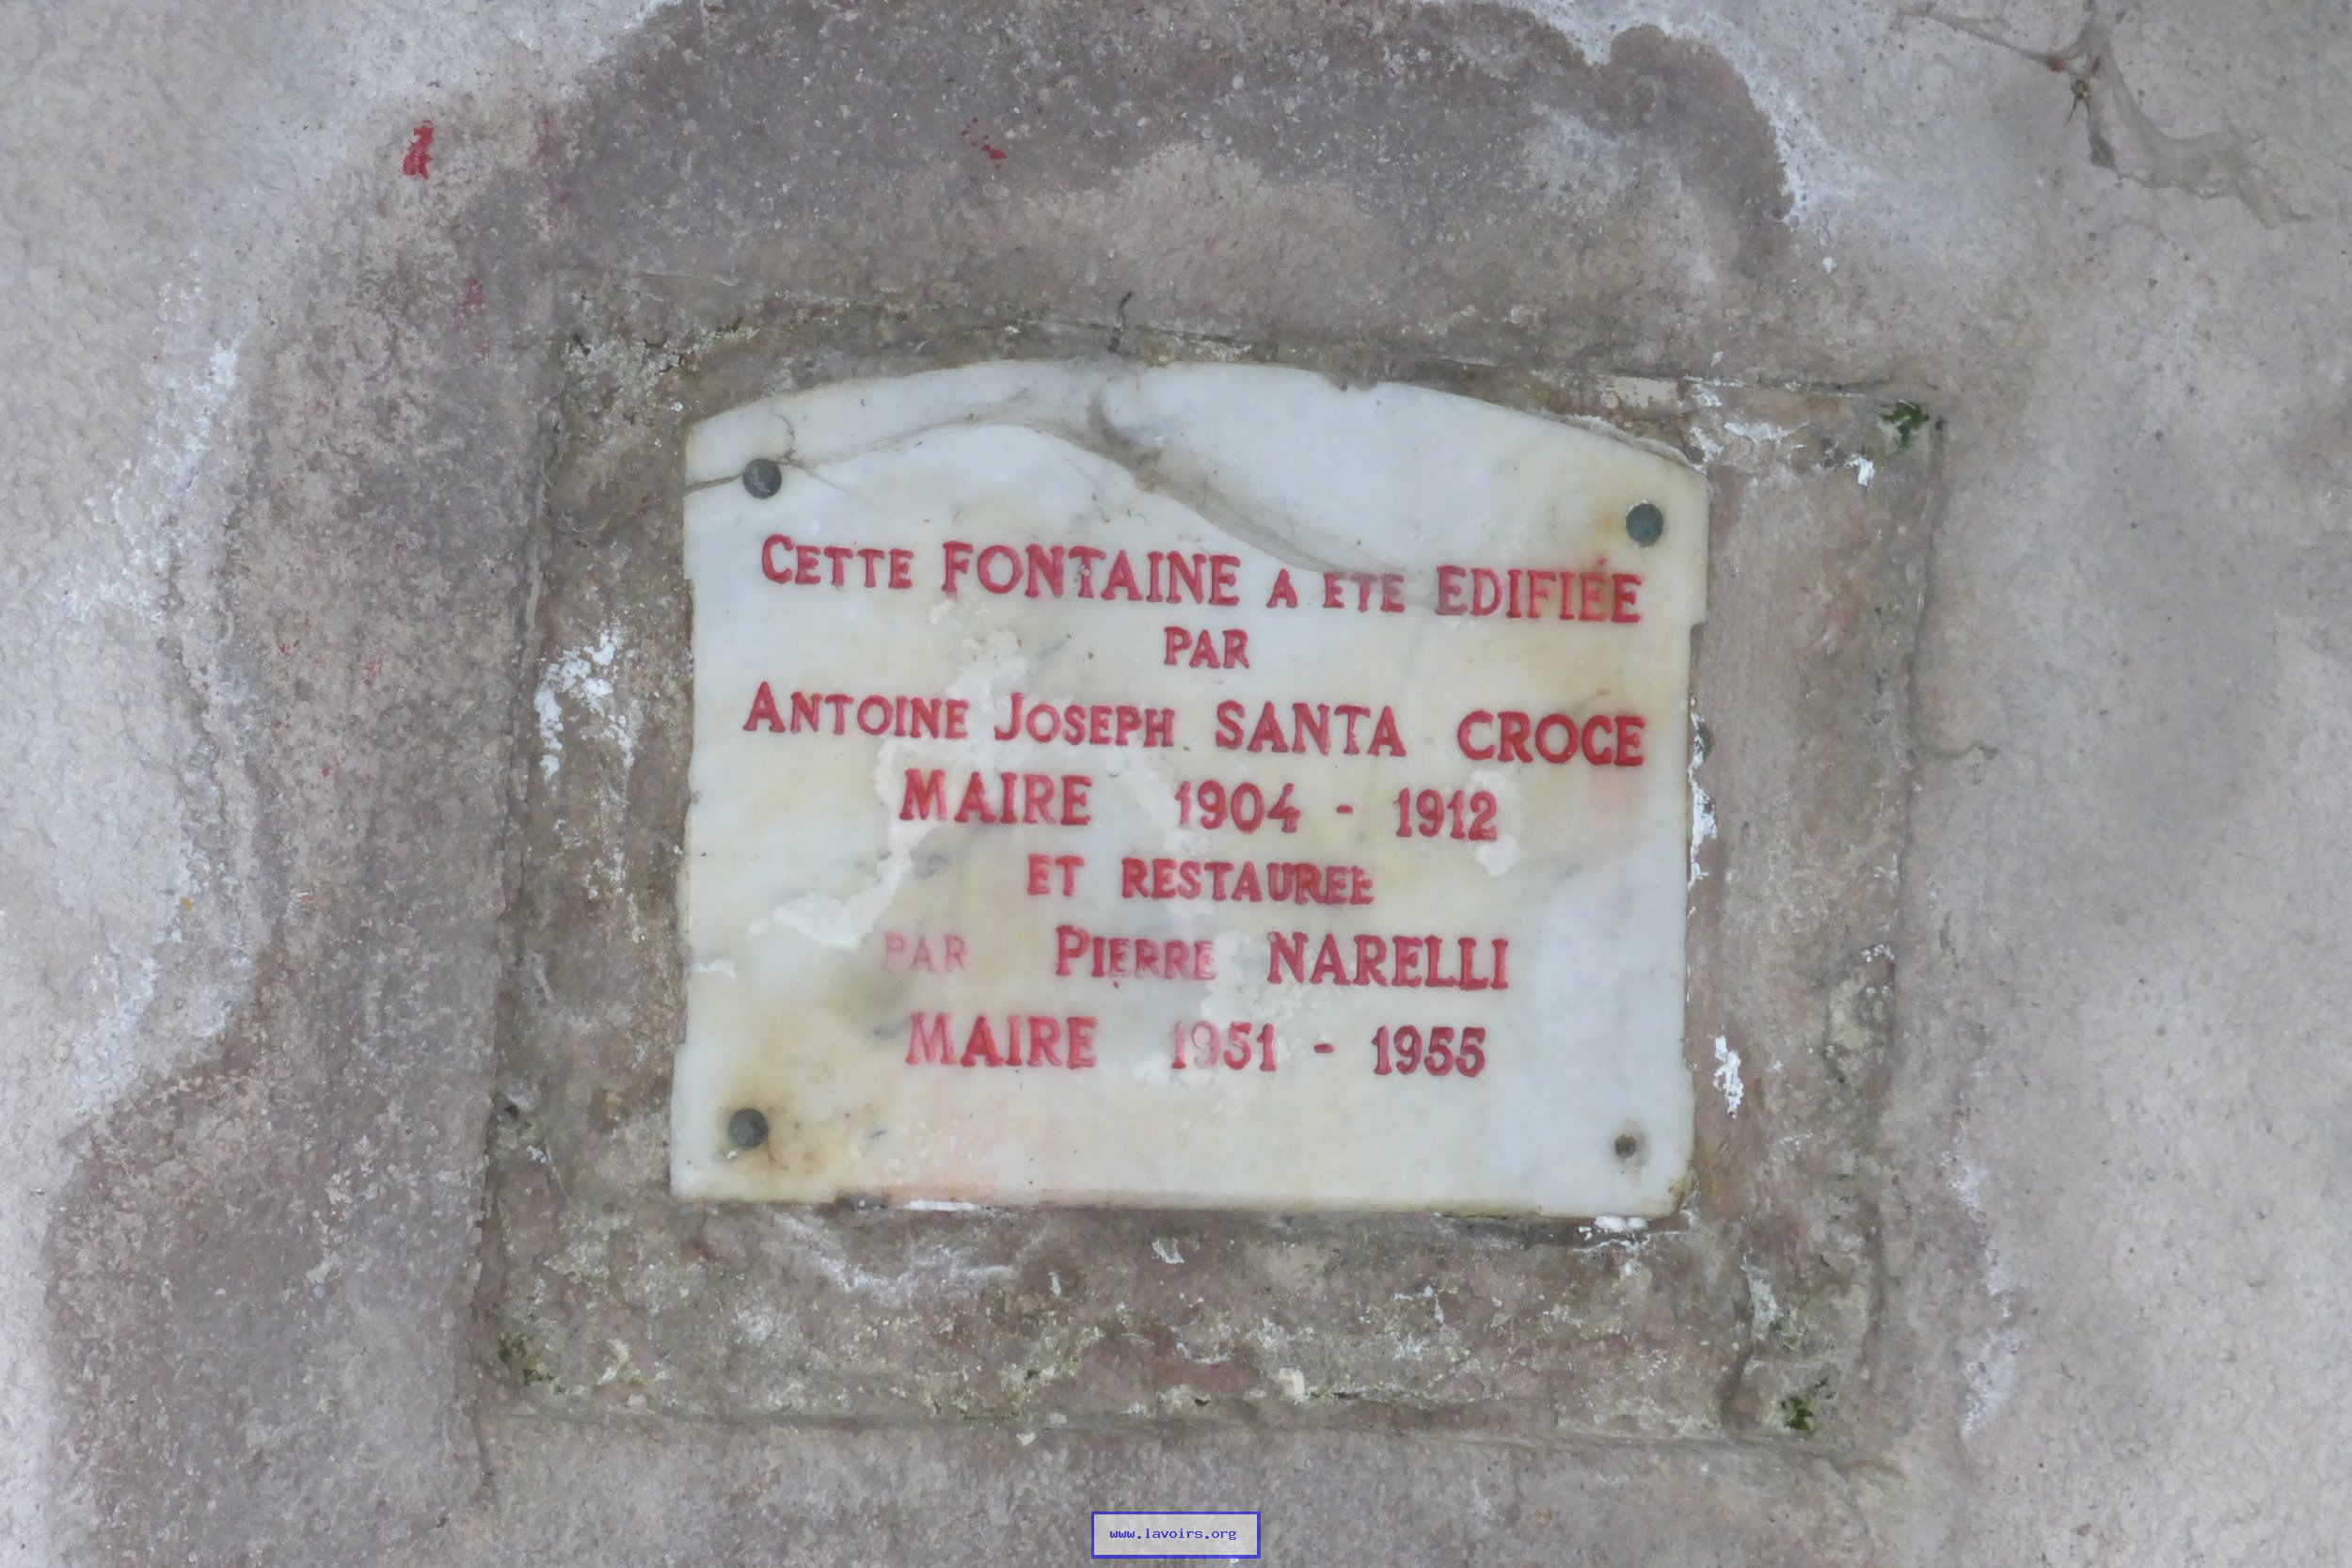 CETTE FONTAINE A ETE EDIFIÉE
PAR
ANTOINE JOSEPH SANTA CROCE
MAIRE 1904 - 1912
ET RESTAUREE
PAR PIERRE NARELLI
MAIRE 1951 - 1955
www.lavoirs.org